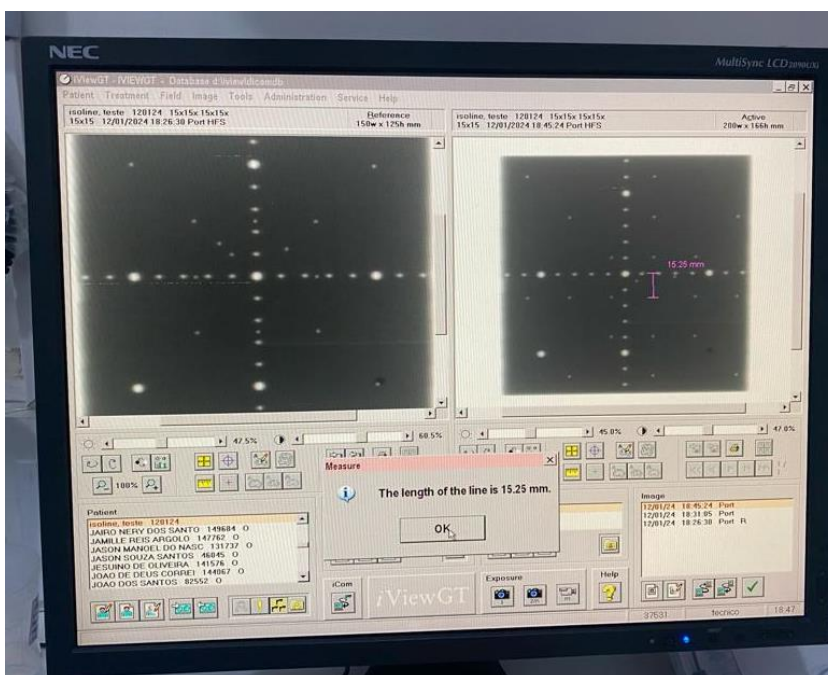 NEC
MultiSync LCD2090UXi
iViewGT - IVIEWGT - Database d:\iview\dicomdb
Patient Treatment Field Image Tools Administration Service Help
isoline, teste 120124 15x15x15x15x
15x15 12/01/2024 18:26:30 Port HFS
Reference
150w x 125h mm
isoline, teste 120124 15x15x15x15x
15x15 12/01/2024 18:45:24 Port HFS
Active
200w x 166h mm
15.25 mm
47.5%
60.5%
45.0%
47.0%
100%
Measure
The length of the line is 15.25 mm.
OK
Patient
isoline, teste 120124
JAIRO NERY DOS SANTO 149684 O
JAMILLE REIS ARGOLO 147762 O
JASON MANOEL DO NASC 131737 O
JASON SOUZA SANTOS 46845 O
JESUINO DE OLIVEIRA 141576 O
JOAO DE DEUS CORREI 144067 O
JOAO DOS SANTOS 82552 O
Image
12/01/24 18:45:24 Port
12/01/24 18:31:05 Port
12/01/24 18:26:30 Port R
iCom
iViewGT
Exposure
Help
37531
tecnico
18:47